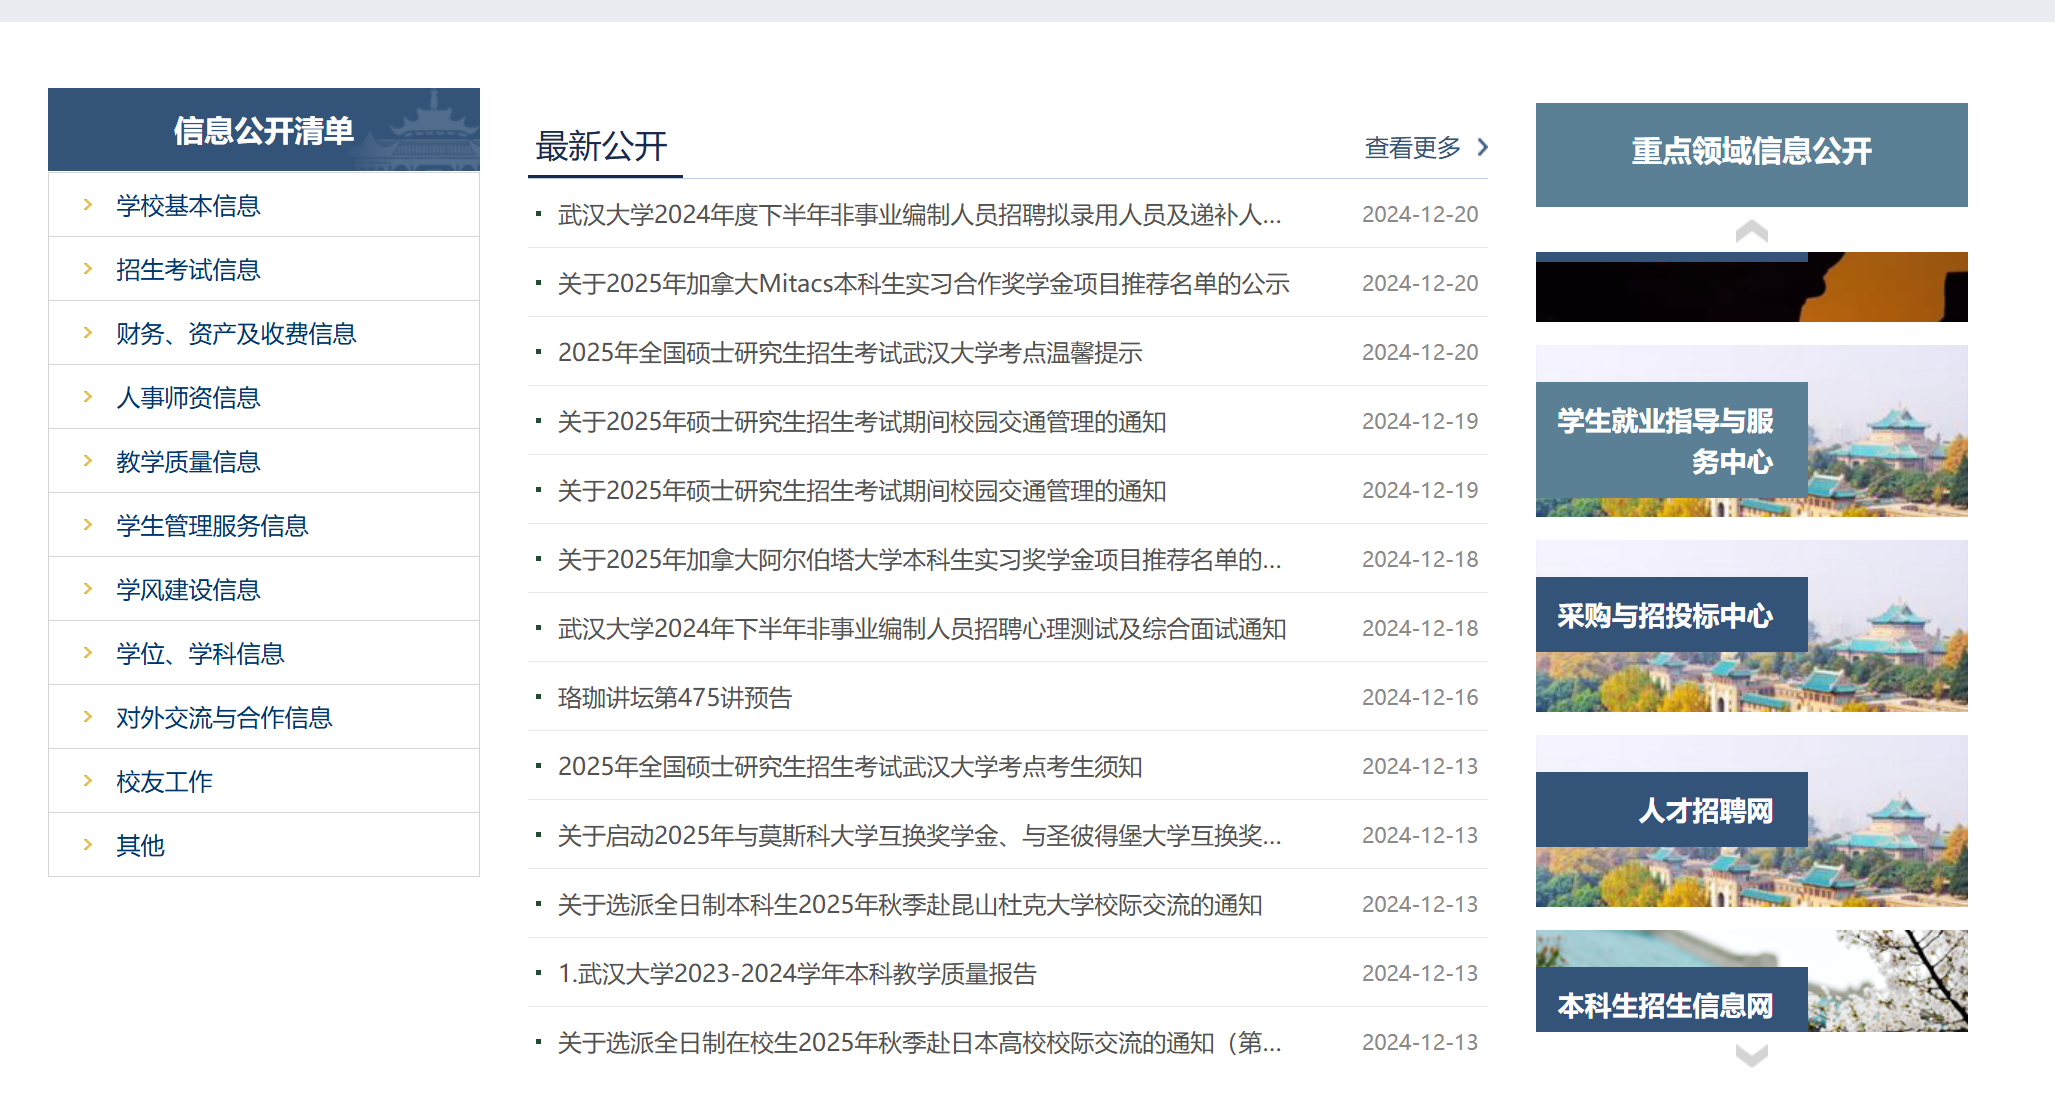 信息公开清单
学校基本信息
招生考试信息
财务、资产及收费信息
人事师资信息
教学质量信息
学生管理服务信息
学风建设信息
学位、学科信息
对外交流与合作信息
校友工作
其他
最新公开
查看更多
武汉大学2024年度下半年非事业编制人员招聘拟录用人员及递补人... 2024-12-20
关于2025年加拿大Mitacs本科生实习合作奖学金项目推荐名单的公示 2024-12-20
2025年全国硕士研究生招生考试武汉大学考点温馨提示 2024-12-20
关于2025年硕士研究生招生考试期间校园交通管理的通知 2024-12-19
关于2025年硕士研究生招生考试期间校园交通管理的通知 2024-12-19
关于2025年加拿大阿尔伯塔大学本科生实习奖学金项目推荐名单的... 2024-12-18
武汉大学2024年下半年非事业编制人员招聘心理测试及综合面试通知 2024-12-18
珞珈讲坛第475讲预告 2024-12-16
2025年全国硕士研究生招生考试武汉大学考点考生须知 2024-12-13
关于启动2025年与莫斯科大学互换奖学金、与圣彼得堡大学互换奖... 2024-12-13
关于选派全日制本科生2025年秋季赴昆山杜克大学校际交流的通知 2024-12-13
1.武汉大学2023-2024学年本科教学质量报告 2024-12-13
关于选派全日制在校生2025年秋季赴日本高校校际交流的通知（第... 2024-12-13
重点领域信息公开
学生就业指导与服
务中心
采购与招投标中心
人才招聘网
本科生招生信息网